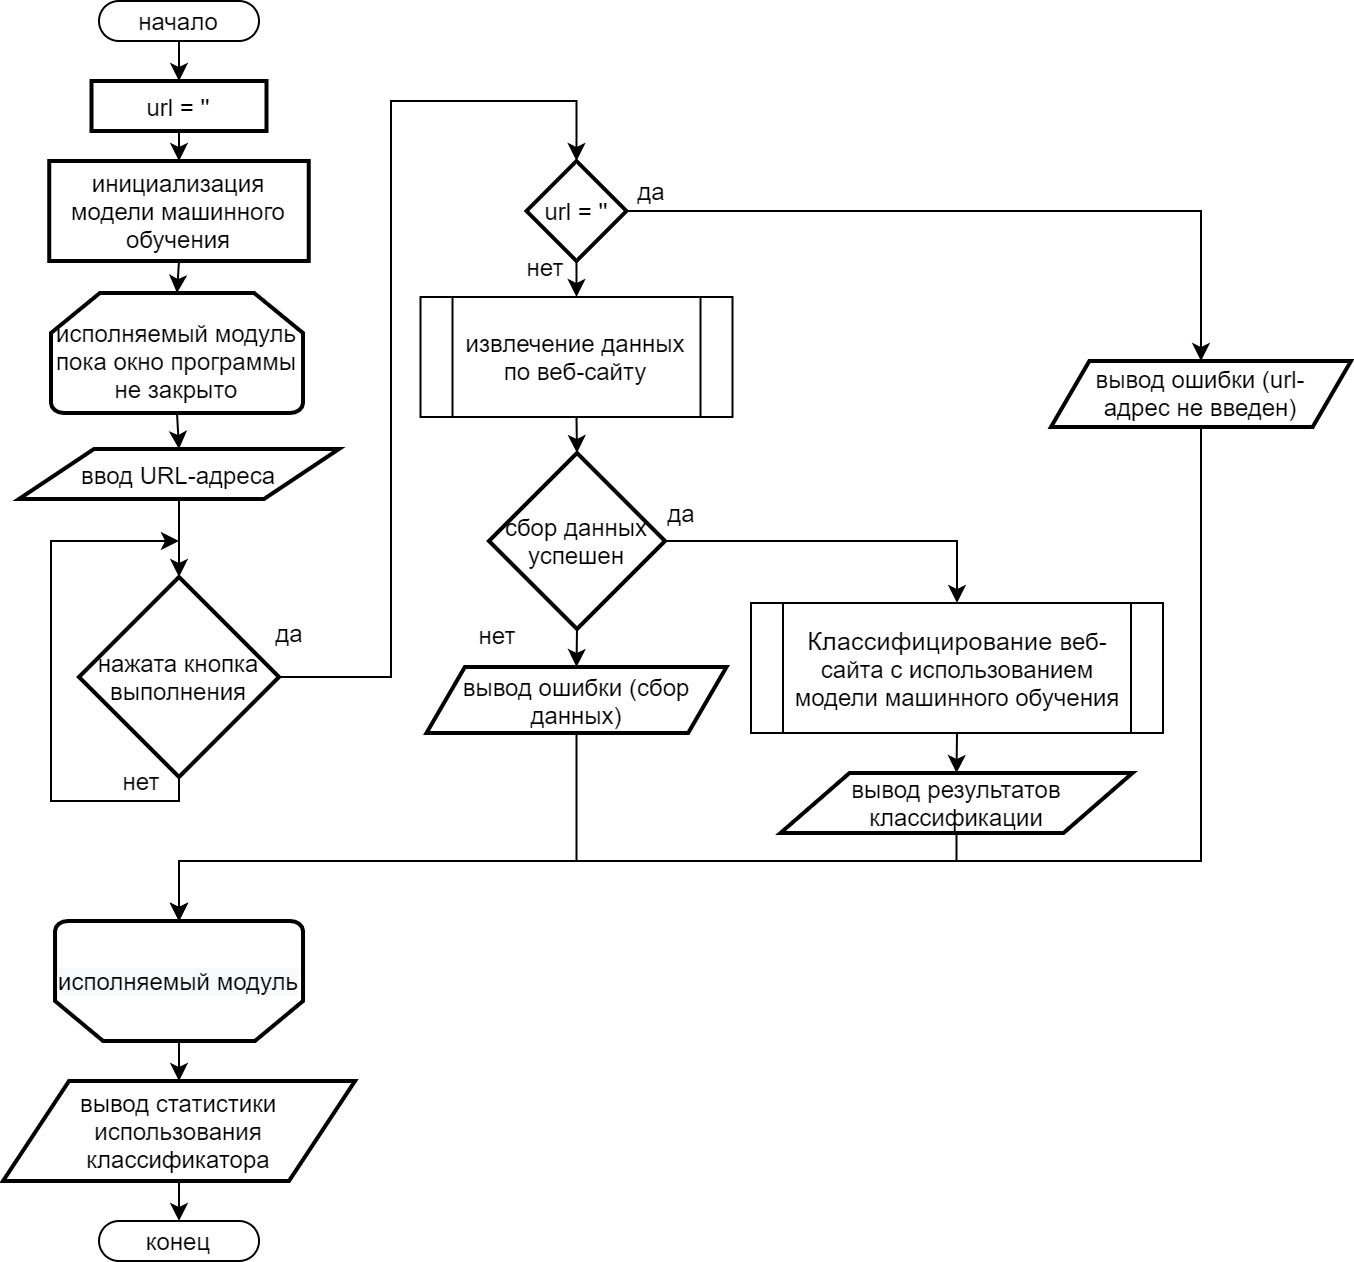 начало
url = ''
инициализация
модели машинного
обучения
исполняемый модуль
пока окно программы
не закрыто
ввод URL-адреса
нажата кнопка
выполнения
да
нет
url = ''
да
нет
извлечение данных
по веб-сайту
сбор данных
успешен
да
нет
вывод ошибки (сбор
данных)
Классифицирование веб-
сайта с использованием
модели машинного обучения
вывод результатов
классификации
вывод ошибки (url-
адрес не введен)
исполняемый модуль
вывод статистики
использования
классификатора
конец